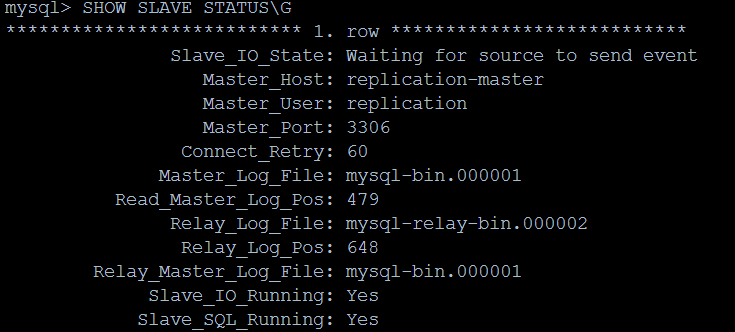 mysql> SHOW SLAVE STATUS\G
*************************** 1. row ***************************
Slave_IO_State: Waiting for source to send event
Master_Host: replication-master
Master_User: replication
Master_Port: 3306
Connect_Retry: 60
Master_Log_File: mysql-bin.000001
Read_Master_Log_Pos: 479
Relay_Log_File: mysql-relay-bin.000002
Relay_Log_Pos: 648
Relay_Master_Log_File: mysql-bin.000001
Slave_IO_Running: Yes
Slave_SQL_Running: Yes